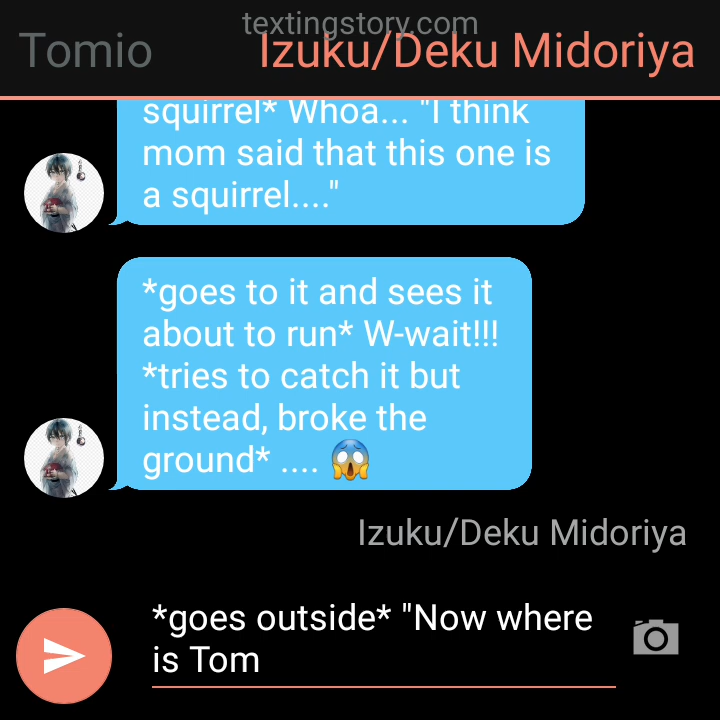 textingstory.com
Tomio
Izuku/Deku Midoriya
squirrel* Whoa... "I think
mom said that this one is
a squirrel...."
*goes to it and sees it
about to run* W-wait!!!
*tries to catch it but
instead, broke the
ground* .... 😱
Izuku/Deku Midoriya
*goes outside* "Now where
is Tom